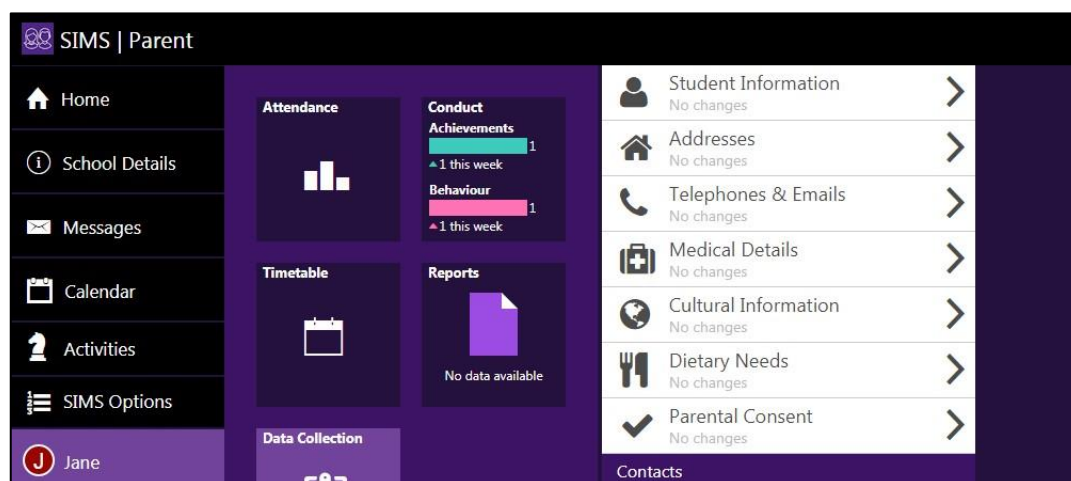 SIMS | Parent
Home
School Details
Messages
Calendar
Activities
SIMS Options
J Jane
Attendance
Conduct
Achievements
1
1 this week
Behaviour
1
1 this week
Timetable
Reports
No data available
Data Collection
Student Information
No changes
Addresses
No changes
Telephones & Emails
No changes
Medical Details
No changes
Cultural Information
No changes
Dietary Needs
No changes
Parental Consent
No changes
Contacts